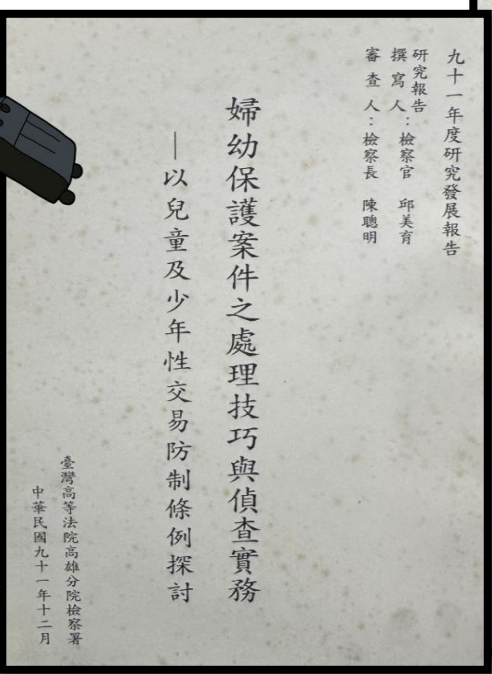 九十一年度研究發展報告
研究報告
撰寫人：檢察官　邱美育
審查人：檢察長　陳聰明
婦幼保護案件之處理技巧與偵查實務
—以兒童及少年性交易防制條例探討
臺灣高等法院高雄分院檢察署
中華民國九十一年十二月